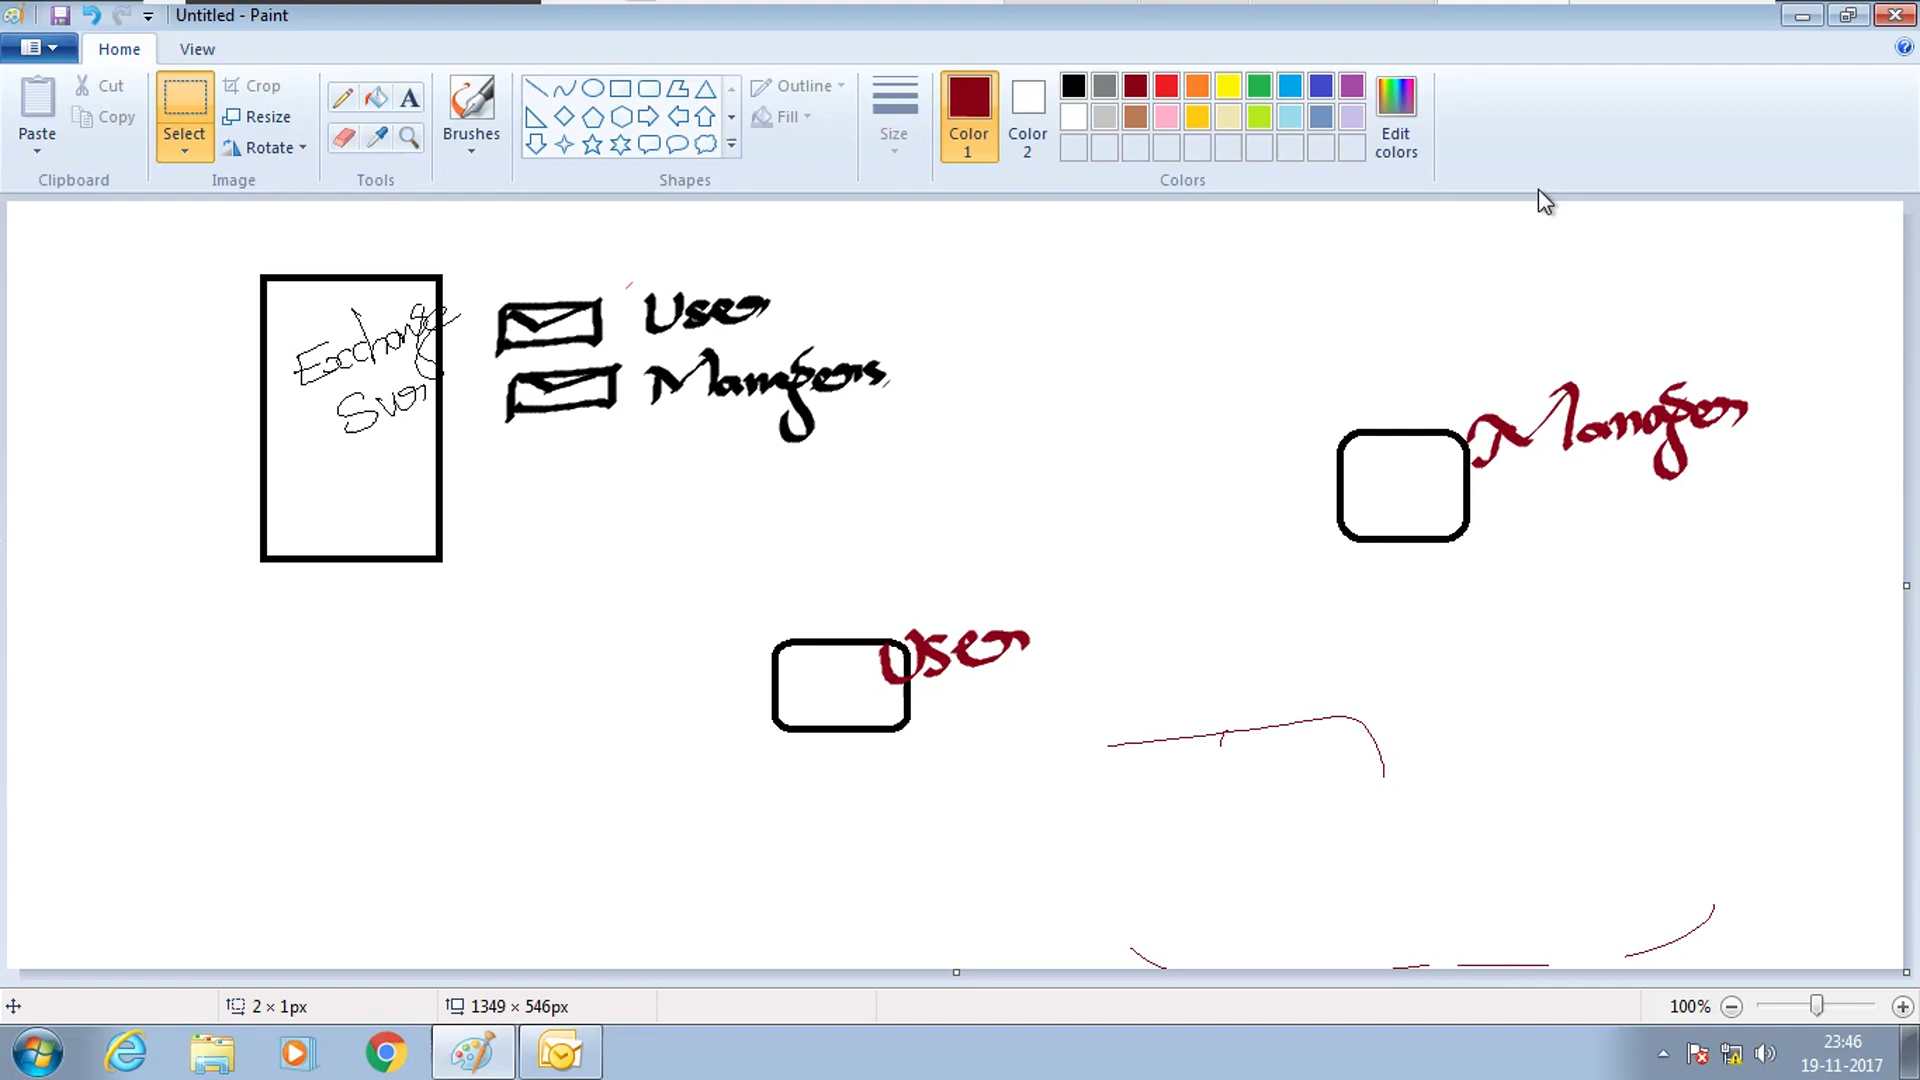 Untitled - Paint
Home
View
Paste
Cut
Copy
Clipboard
Select
Crop
Resize
Rotate
Image
Tools
Brushes
Shapes
Outline
Fill
Size
Color
1
Color
2
Edit
colors
Colors
Exchange
User
Manager
User
2 × 1px
1349 × 546px
100%
23:46
19-11-2017